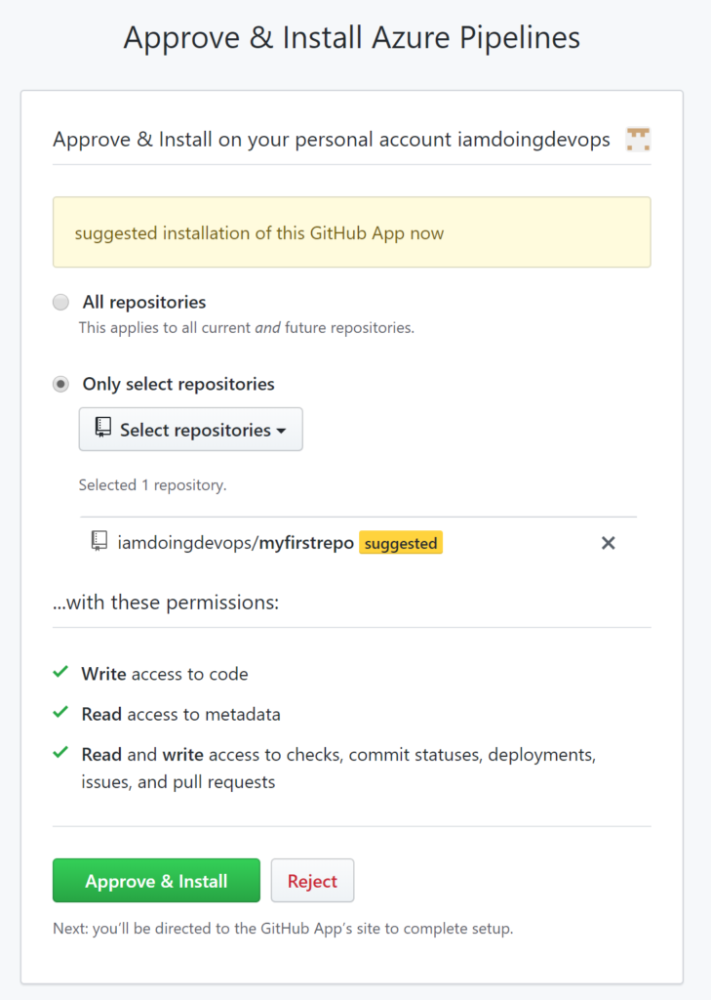 Approve & Install Azure Pipelines
Approve & Install on your personal account iamdoingdevops
suggested installation of this GitHub App now
All repositories
This applies to all current and future repositories.
Only select repositories
Select repositories
Selected 1 repository.
iamdoingdevops/myfirstrepo suggested
...with these permissions:
Write access to code
Read access to metadata
Read and write access to checks, commit statuses, deployments,
issues, and pull requests
Approve & Install Reject
Next: you’ll be directed to the GitHub App’s site to complete setup.